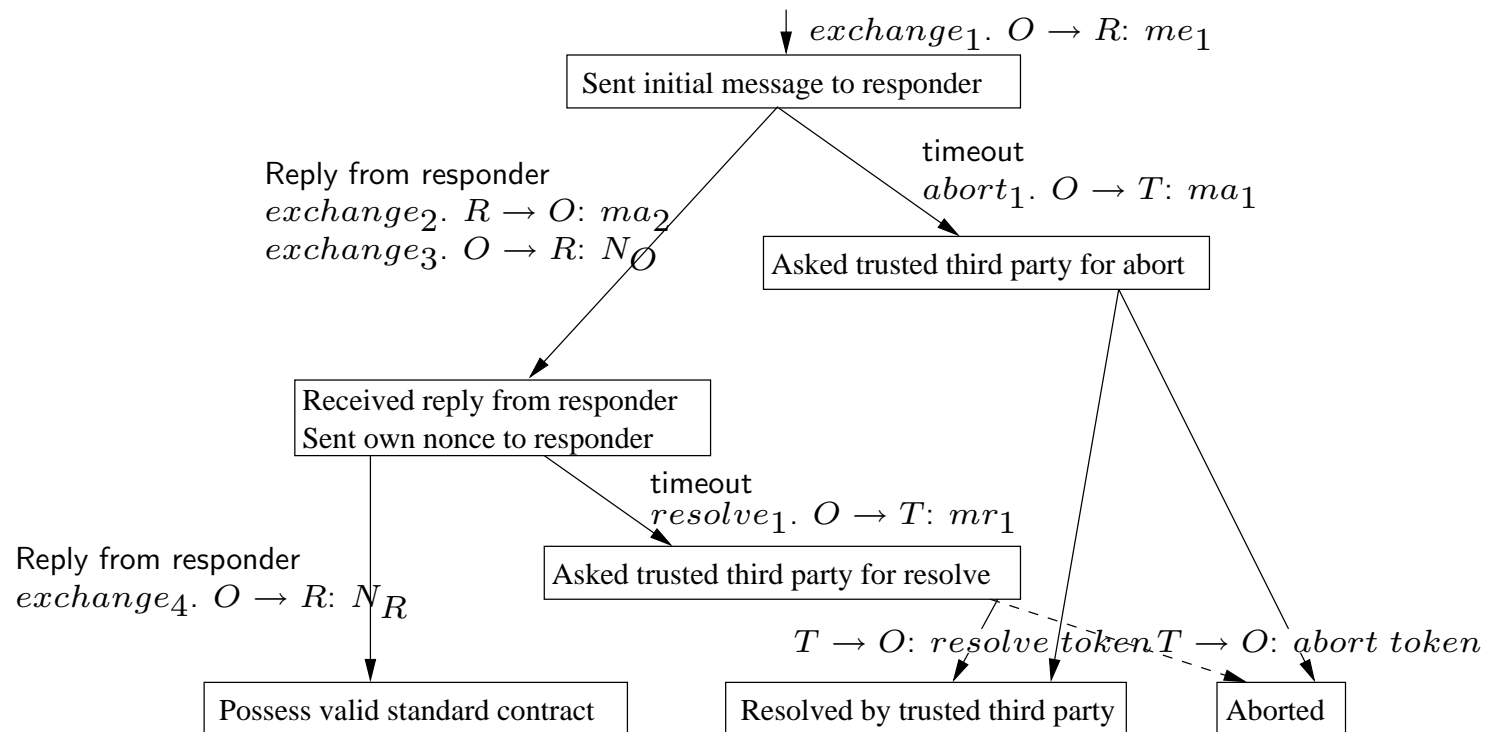 exchange₁. O → R: me₁
Sent initial message to responder
timeout
abort₁. O → T: ma₁
Reply from responder
exchange₂. R → O: ma₂
exchange₃. O → R: N_O
Asked trusted third party for abort
Received reply from responder
Sent own nonce to responder
timeout
resolve₁. O → T: mr₁
Reply from responder
exchange₄. O → R: N_R
Asked trusted third party for resolve
T → O: resolve token
T → O: abort token
Possess valid standard contract
Resolved by trusted third party
Aborted